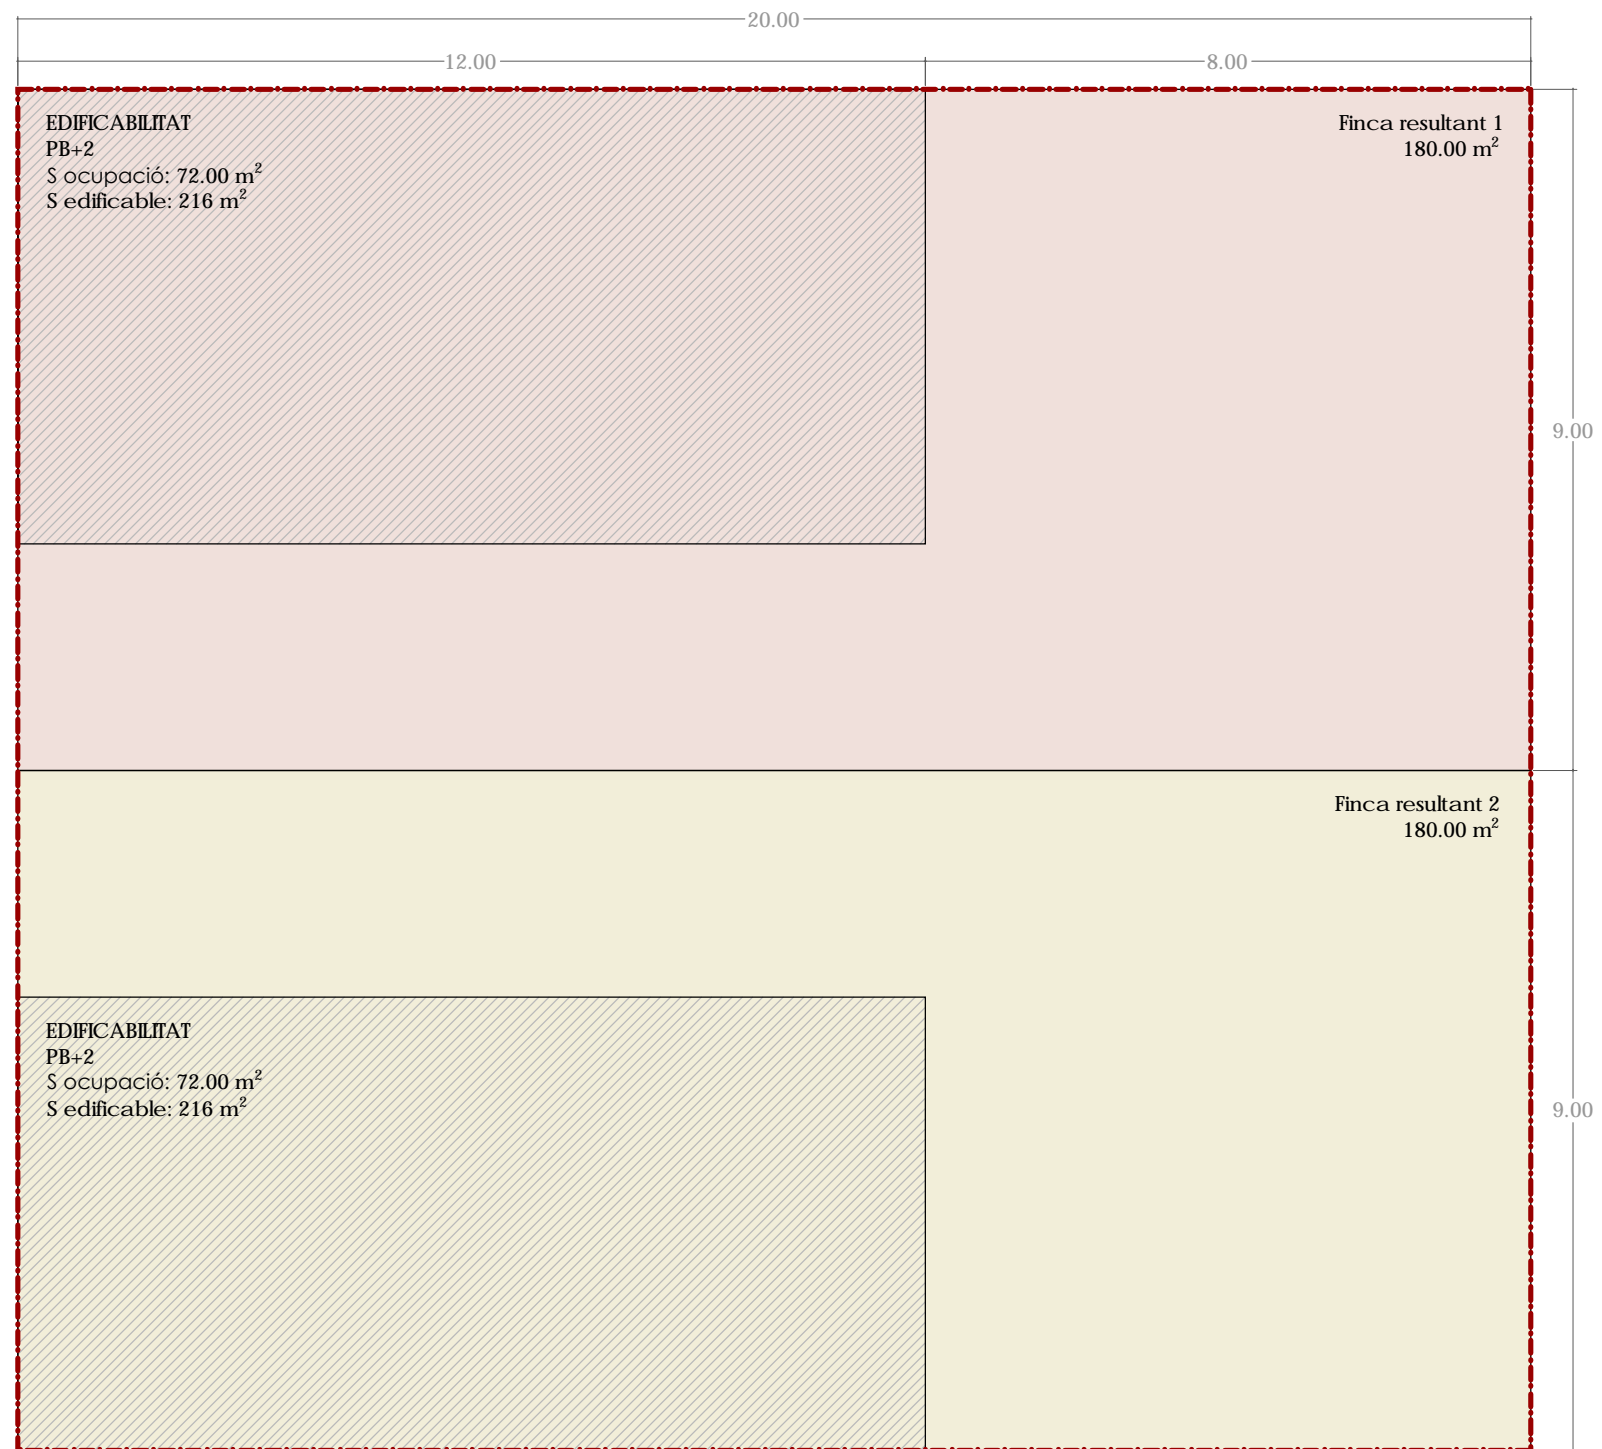 20.00
12.00
8.00
EDIFICABILITAT
PB+2
S ocupació: 72.00 m²
S edificable: 216 m²
Finca resultant 1
180.00 m²
9.00
Finca resultant 2
180.00 m²
EDIFICABILITAT
PB+2
S ocupació: 72.00 m²
S edificable: 216 m²
9.00